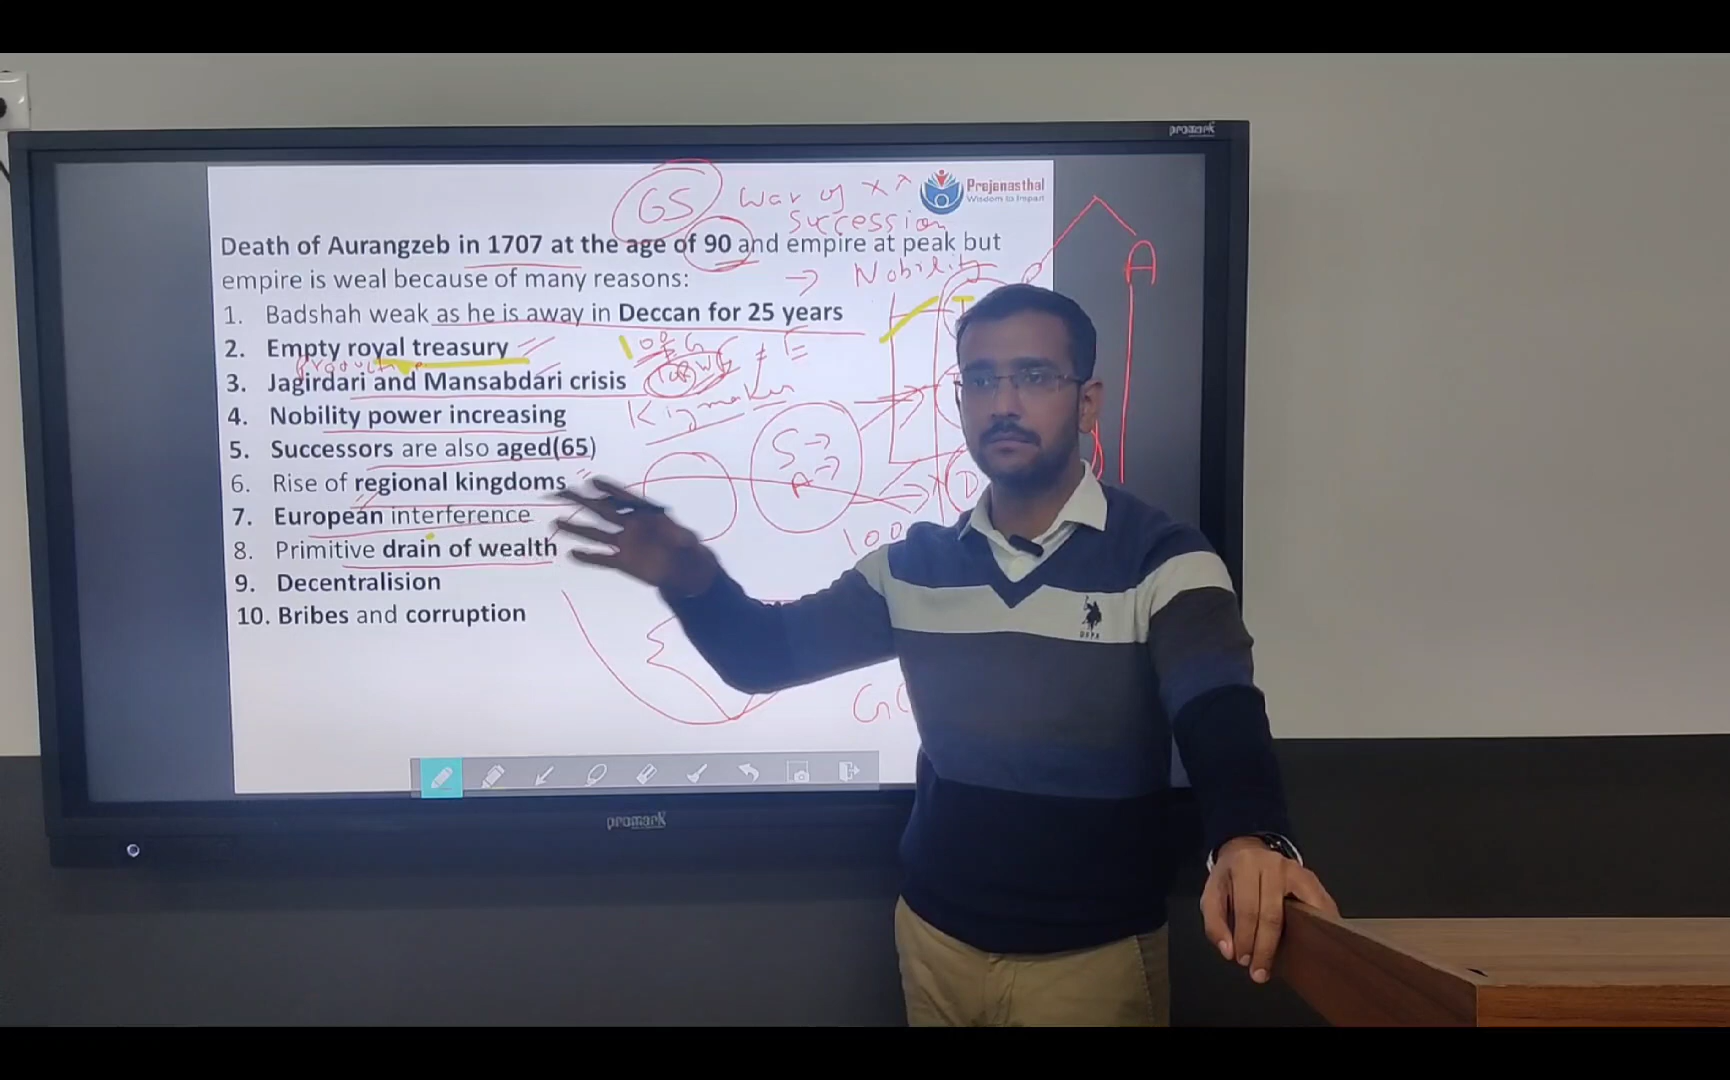 promark
GS War of
Succession
Prajanasthal
Wisdom to Impart
Death of Aurangzeb in 1707 at the age of 90 and empire at peak but
empire is weal because of many reasons:
→ Nobility
A
1. Badshah weak as he is away in Deccan for 25 years
2. Empty royal treasury
3. Jagirdari and Mansabdari crisis
4. Nobility power increasing
Kigmaker
5. Successors are also aged(65)
S→
A→
6. Rise of regional kingdoms
D
7. European interference
100
8. Primitive drain of wealth
9. Decentralision
10. Bribes and corruption
promark